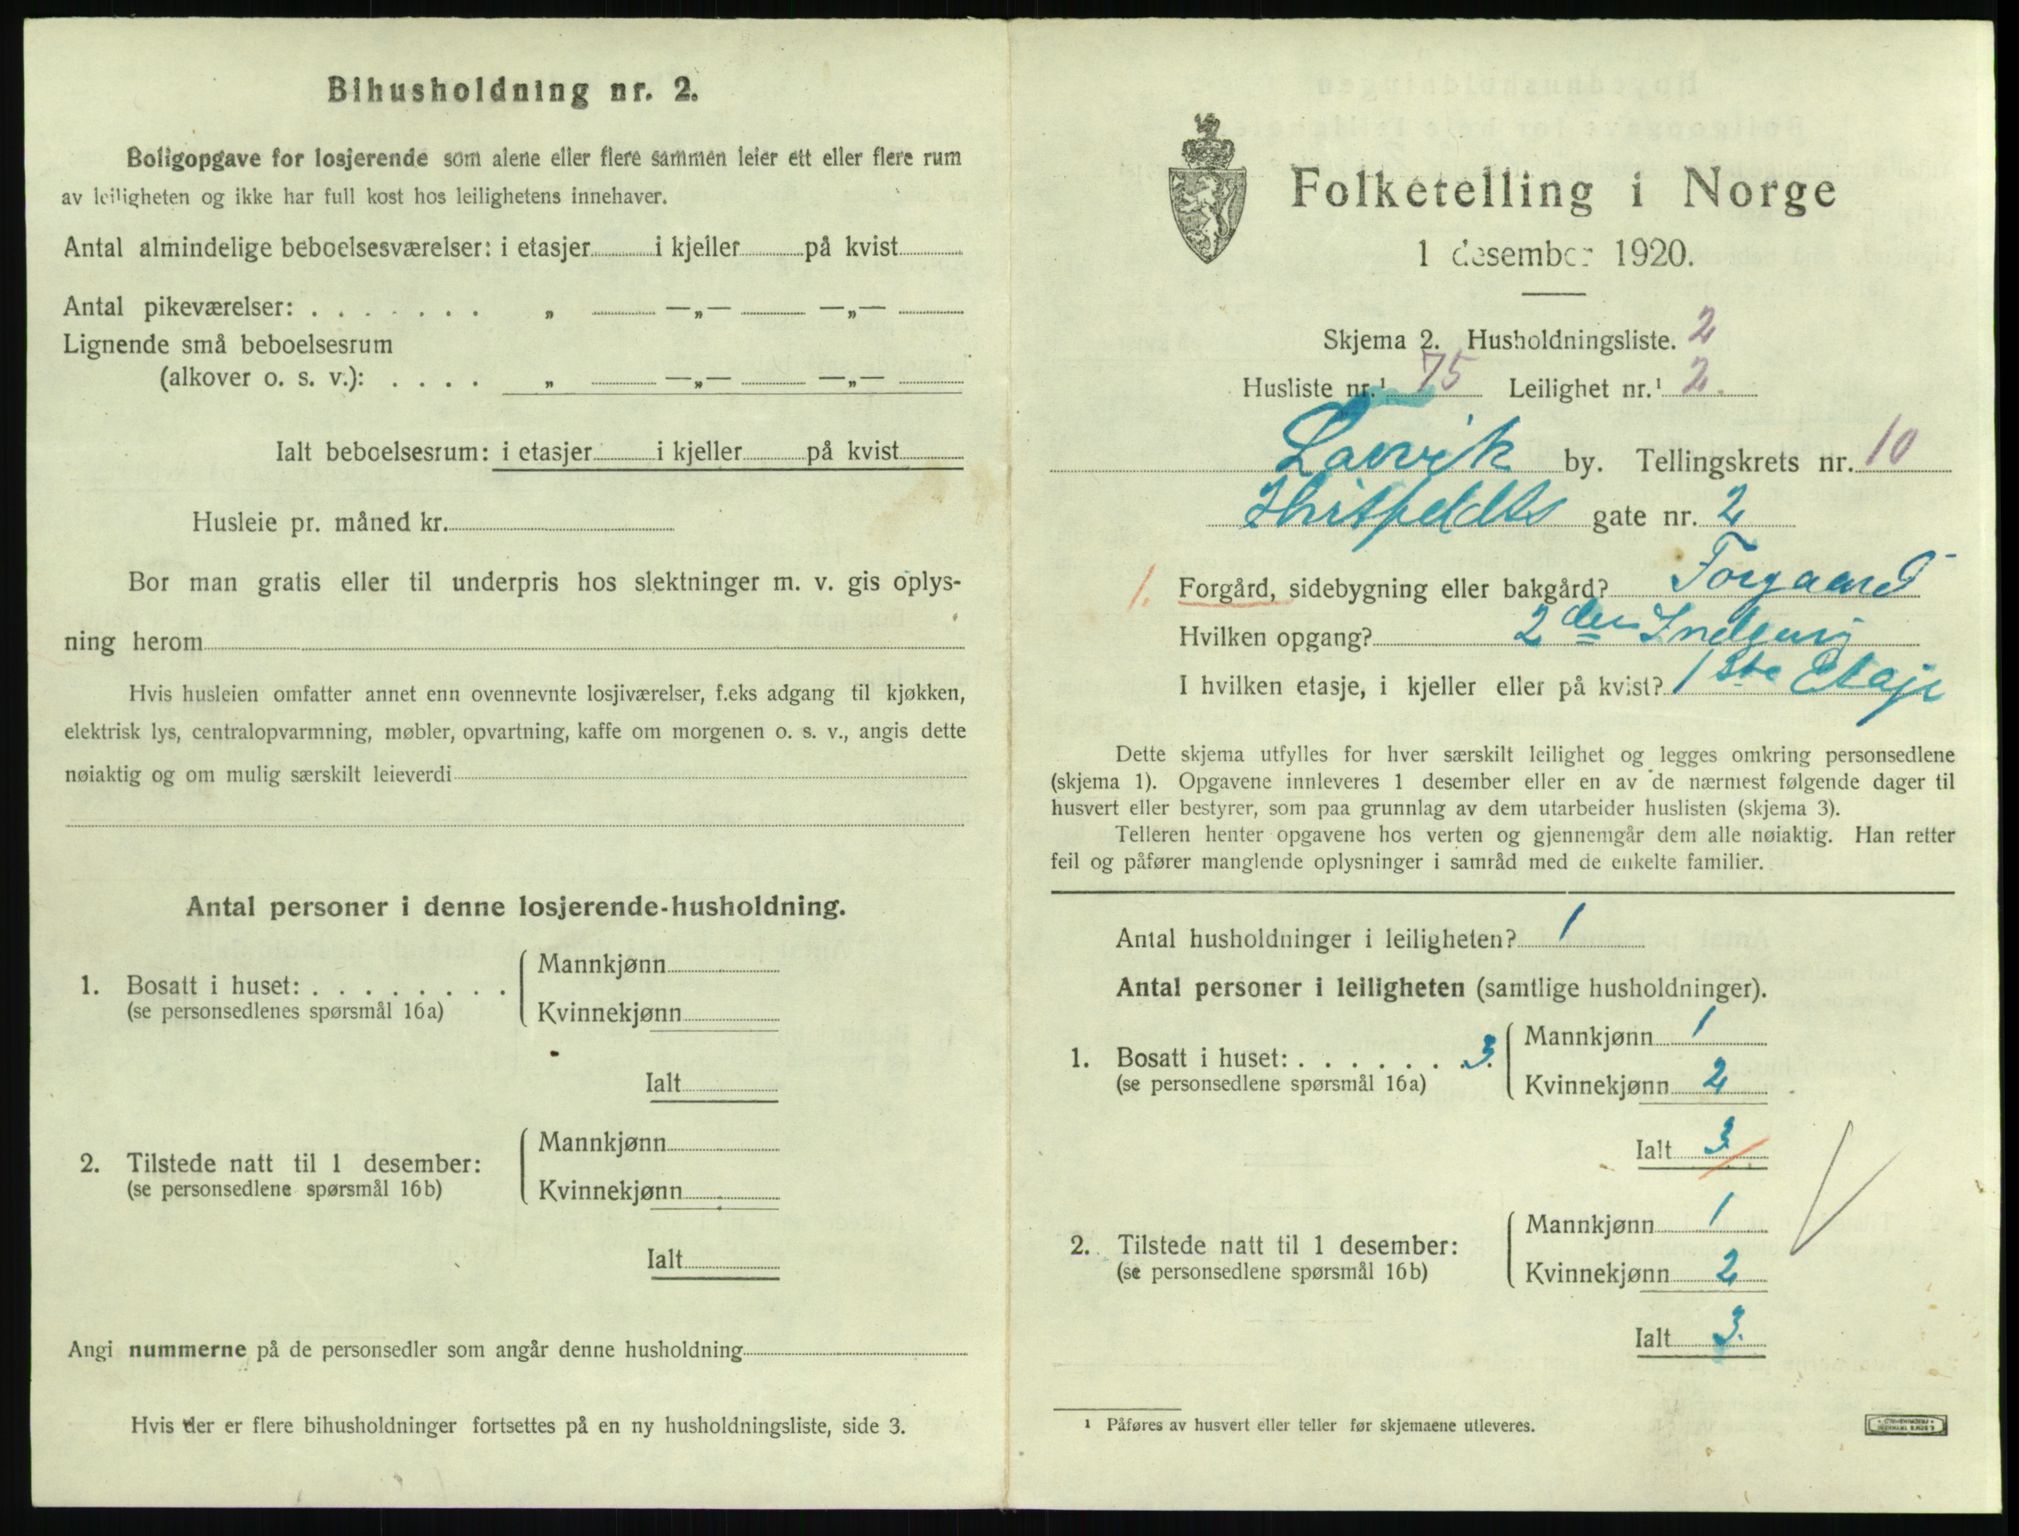 Bihusholdning nr. 2.
Boligopgave for losjerende som alene eller flere sammen leier ett eller flere rum
av leiligheten og ikke har full kost hos leilighetens innehaver.
Antal almindelige beboelsesværelser: i etasjer i kjeller på kvist
Antal pikeværelser: . . . . . . . „ —„— —„—
Lignende små beboelsesrum
(alkover o. s. v.): . . . . „ —„— —„—
Ialt beboelsesrum: i etasjer i kjeller på kvist
Husleie pr. måned kr.
Bor man gratis eller til underpris hos slektninger m. v. gis oplys-
ning herom
Hvis husleien omfatter annet enn ovennevnte losjiværelser, f.eks adgang til kjøkken,
elektrisk lys, centralopvarmning, møbler, opvartning, kaffe om morgenen o. s. v., angis dette
nøiaktig og om mulig særskilt leieverdi
Antal personer i denne losjerende-husholdning.
1. Bosatt i huset: . . . . . . . .
(se personsedlenes spørsmål 16a)
Mannkjønn
Kvinnekjønn
Ialt
2. Tilstede natt til 1 desember:
(se personsedlene spørsmål 16b)
Mannkjønn
Kvinnekjønn
Ialt
Angi nummerne på de personsedler som angår denne husholdning
Hvis der er flere bihusholdninger fortsettes på en ny husholdningsliste, side 3.
Folketelling i Norge
1 desember 1920.
Skjema 2. Husholdningsliste. 2
Husliste nr.¹ 75 Leilighet nr.¹ 2.
Larvik by. Tellingskrets nr. 10
gate nr. 2
1. Forgård, sidebygning eller bakgård? Forgaard
Hvilken opgang? 2den Indgang
I hvilken etasje, i kjeller eller på kvist? 1ste Etasje
Dette skjema utfylles for hver særskilt leilighet og legges omkring personsedlene
(skjema 1). Opgavene innleveres 1 desember eller en av de nærmest følgende dager til
husvert eller bestyrer, som paa grunnlag av dem utarbeider huslisten (skjema 3).
Telleren henter opgavene hos verten og gjennemgår dem alle nøiaktig. Han retter
feil og påfører manglende oplysninger i samråd med de enkelte familier.
Antal husholdninger i leiligheten? 1
Antal personer i leiligheten (samtlige husholdninger).
1. Bosatt i huset: . . . . . . . 3.
(se personsedlene spørsmål 16a)
Mannkjønn 1
Kvinnekjønn 2
Ialt 3
2. Tilstede natt til 1 desember:
(se personsedlene spørsmål 16b)
Mannkjønn 1
Kvinnekjønn 2
Ialt 3.
¹ Påføres av husvert eller teller før skjemaene utleveres.